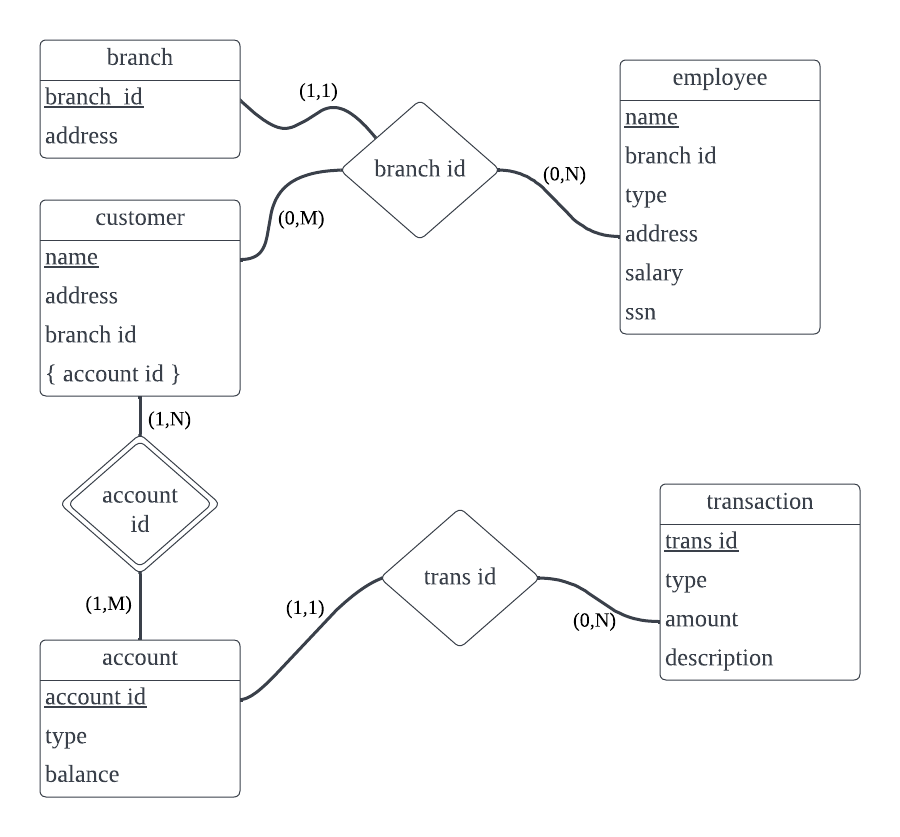 branch
branch_id
address
(1,1)
branch id
(0,N)
(0,M)
employee
name
branch id
type
address
salary
ssn
customer
name
address
branch id
{ account id }
(1,N)
account
id
(1,M)
account
account id
type
balance
(1,1)
trans id
(0,N)
transaction
trans id
type
amount
description